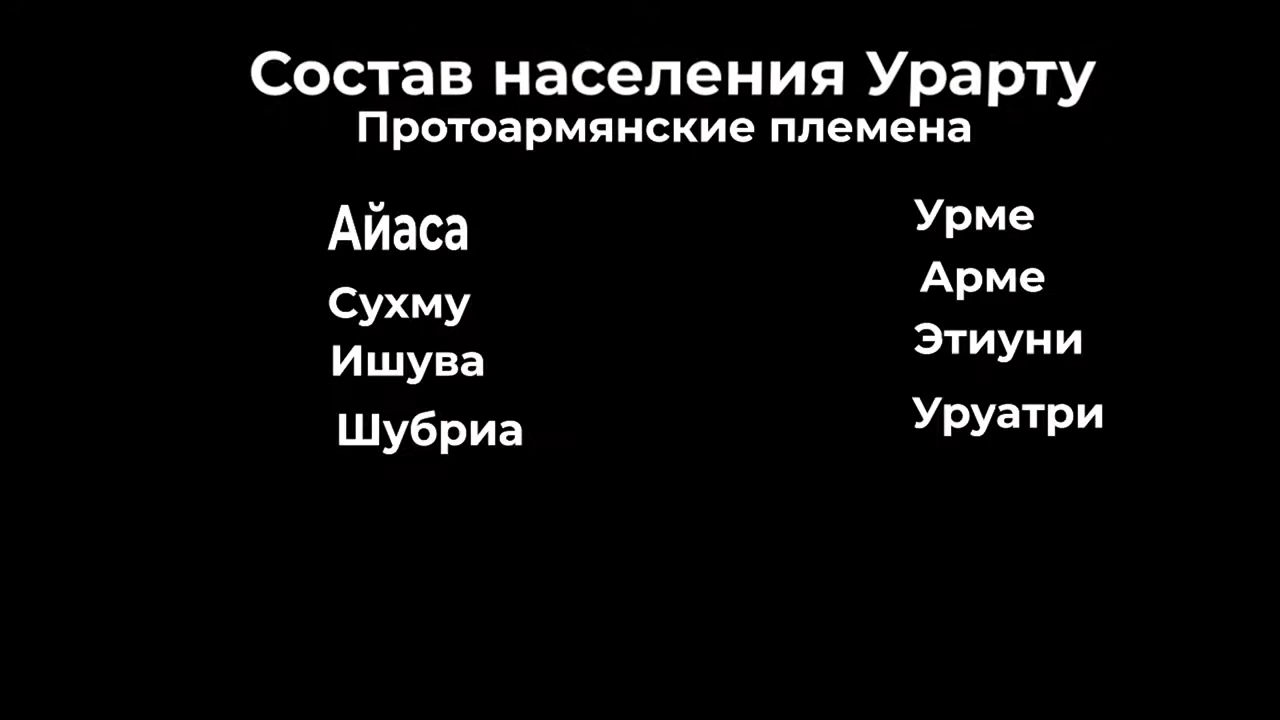 Состав населения Урарту
Протоармянские племена
Айаса
Сухму
Ишува
Шубриа
Урме
Арме
Этиуни
Уруатри